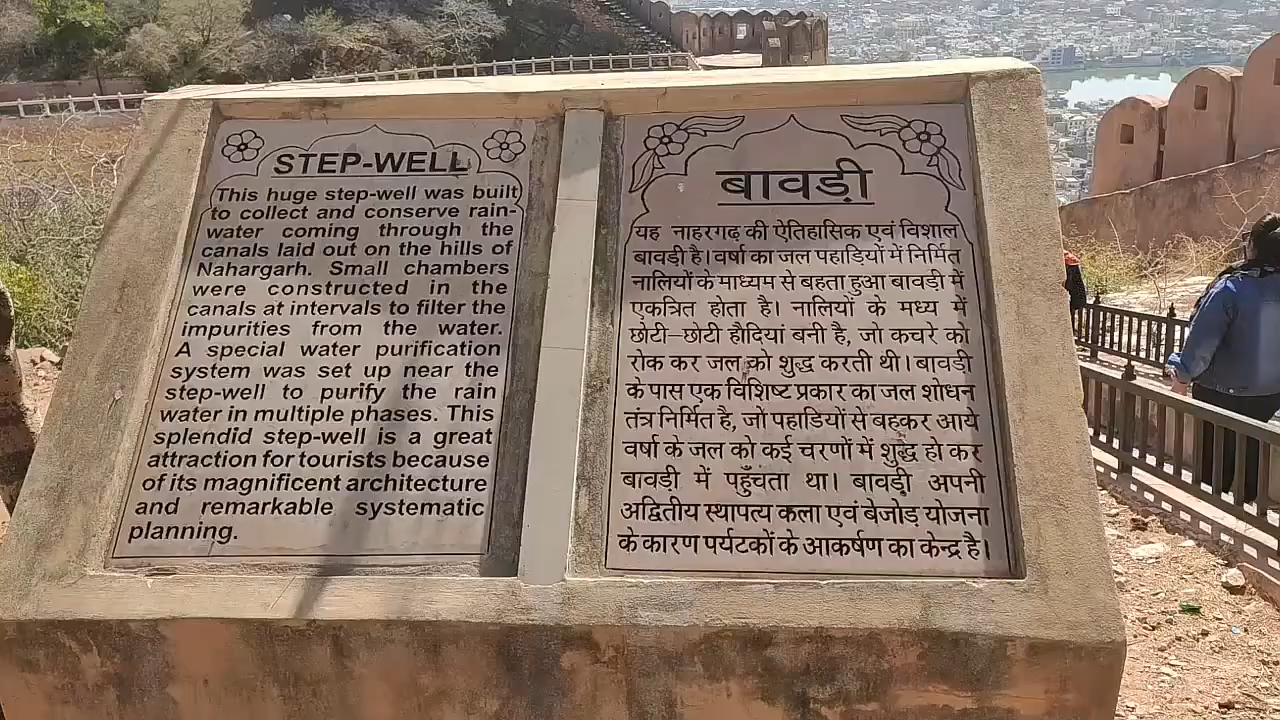 STEP-WELL
This huge step-well was built
to collect and conserve rain-
water coming through the
canals laid out on the hills of
Nahargarh. Small chambers
were constructed in the
canals at intervals to filter the
impurities from the water.
A special water purification
system was set up near the
step-well to purify the rain
water in multiple phases. This
splendid step-well is a great
attraction for tourists because
of its magnificent architecture
and remarkable systematic
planning.
बावड़ी
यह नाहरगढ़ की ऐतिहासिक एवं विशाल
बावड़ी है। वर्षा का जल पहाड़ियों में निर्मित
नालियों के माध्यम से बहता हुआ बावड़ी में
एकत्रित होता है। नालियों के मध्य में
छोटी–छोटी हौदियां बनी है, जो कचरे को
रोक कर जल को शुद्ध करती थी। बावड़ी
के पास एक विशिष्ट प्रकार का जल शोधन
तंत्र निर्मित है, जो पहाड़ियों से बहकर आये
वर्षा के जल को कई चरणों में शुद्ध हो कर
बावड़ी में पहुँचता था। बावड़ी अपनी
अद्वितीय स्थापत्य कला एवं बेजोड़ योजना
के कारण पर्यटकों के आकर्षण का केन्द्र है।